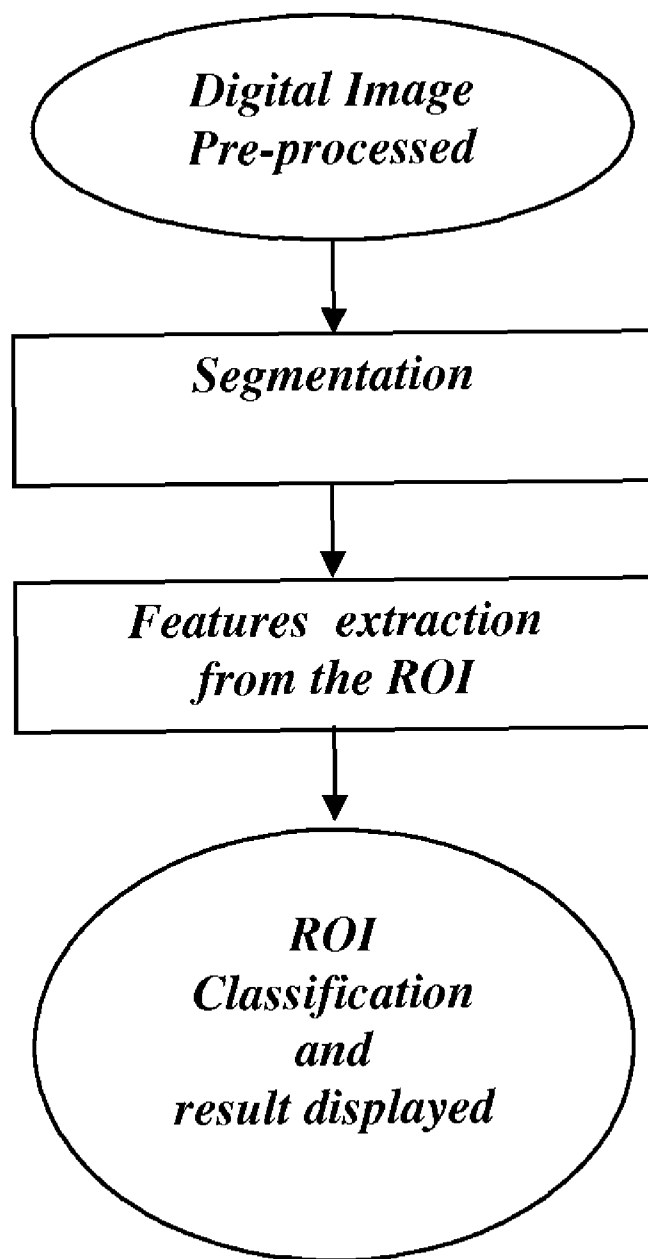 Digital Image
Pre-processed
Segmentation
Features extraction
from the ROI
ROI
Classification
and
result displayed